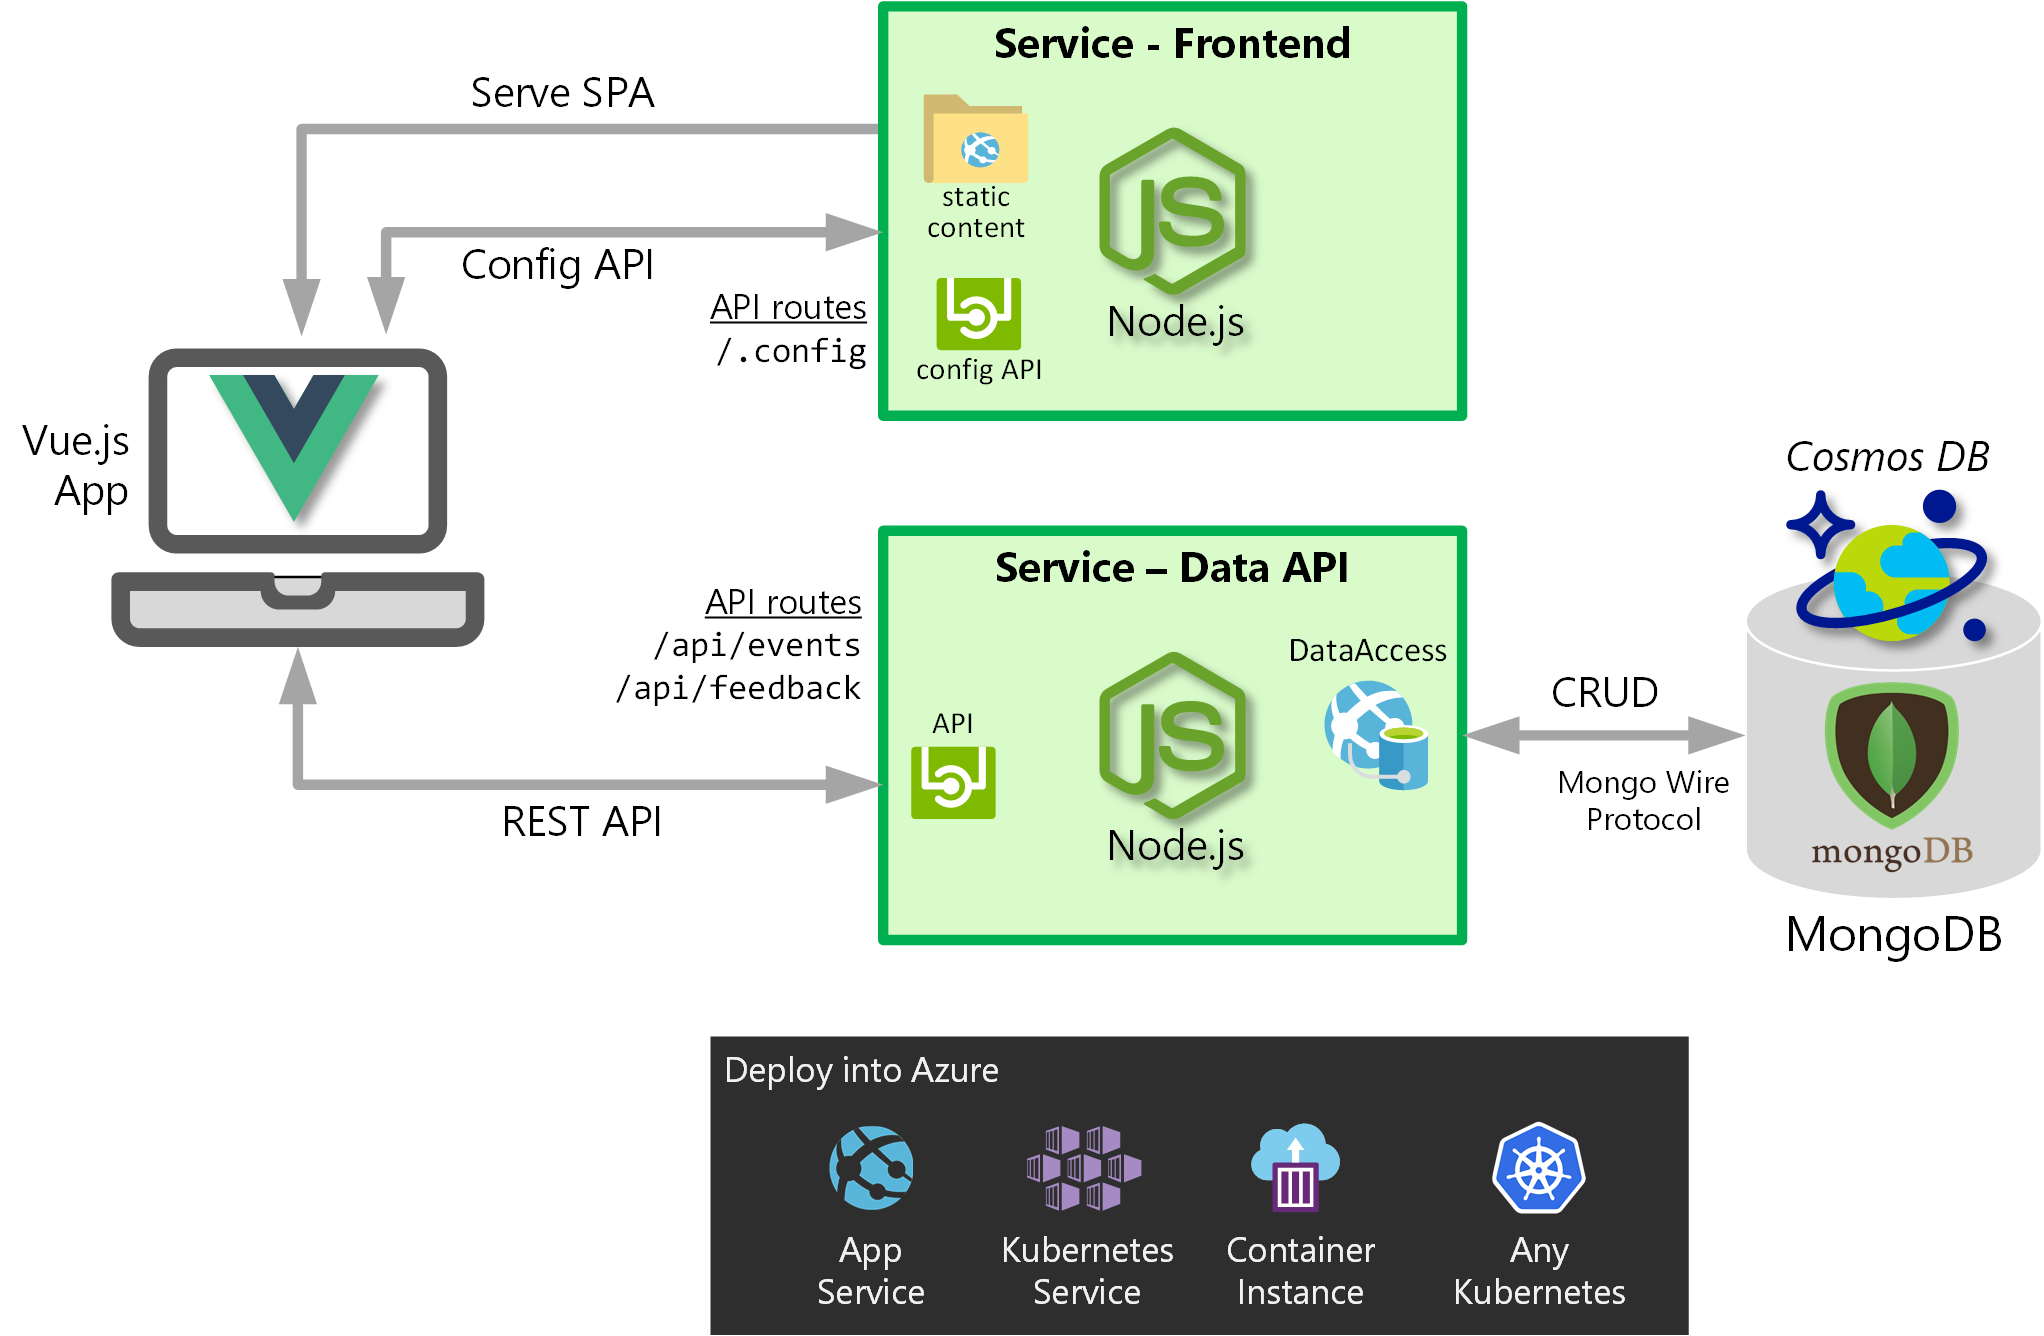 Service - Frontend
Serve SPA
static
content
Config API
API routes
/.config
config API
JS
Node.js
Vue.js
App
Cosmos DB
Service – Data API
API routes
/api/events
/api/feedback
DataAccess
API
JS
Node.js
REST API
CRUD
Mongo Wire
Protocol
mongoDB
MongoDB
Deploy into Azure
App
Service
Kubernetes
Service
Container
Instance
Any
Kubernetes